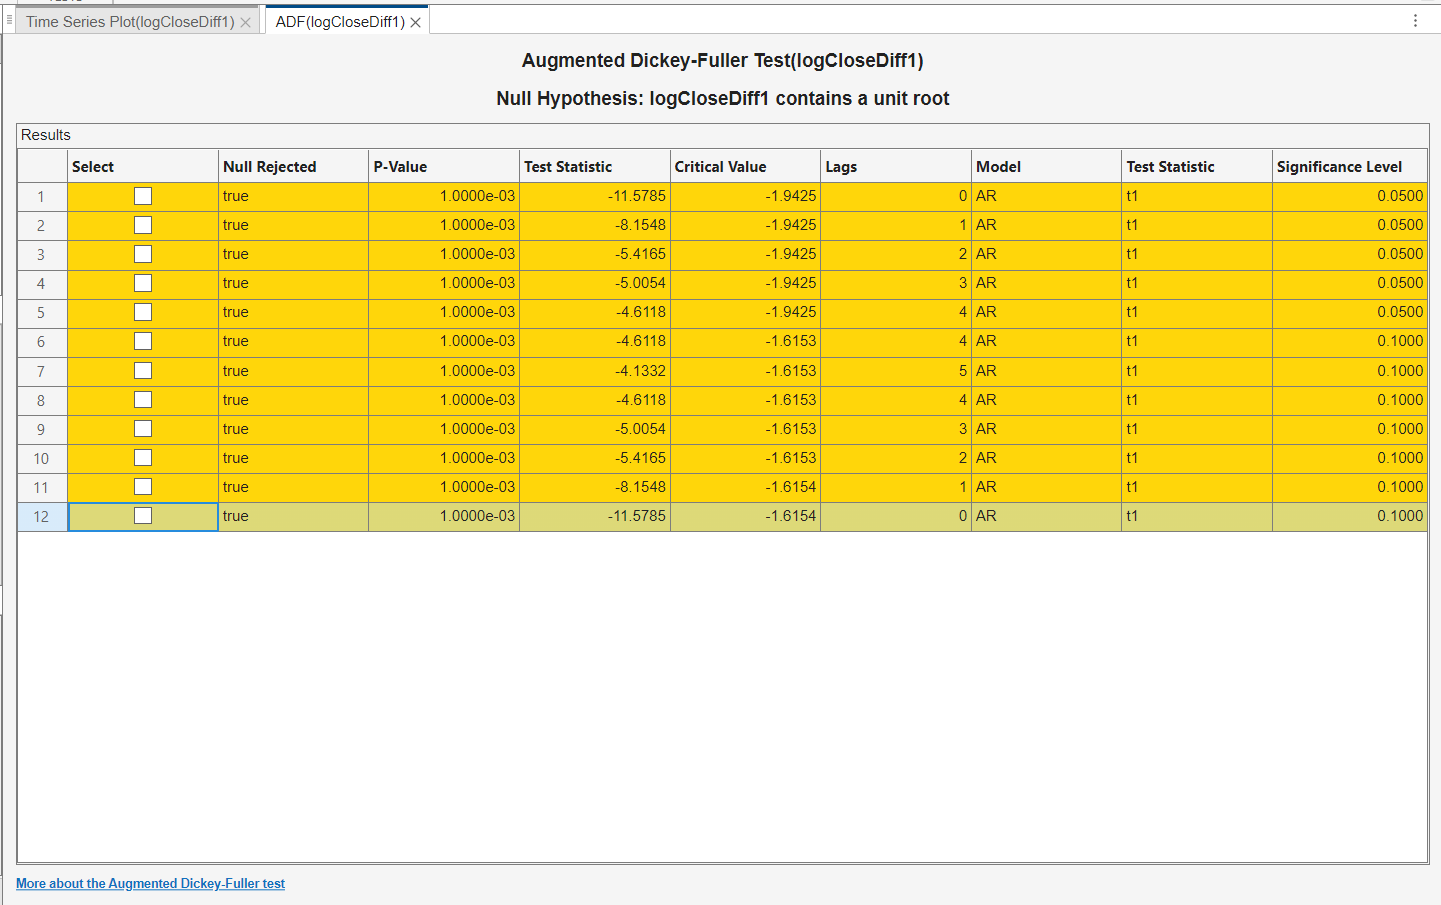 Time Series Plot(logCloseDiff1) ADF(logCloseDiff1)
Augmented Dickey-Fuller Test(logCloseDiff1)
Null Hypothesis: logCloseDiff1 contains a unit root
Results
Select Null Rejected P-Value Test Statistic Critical Value Lags Model Test Statistic Significance Level
1 true 1.0000e-03 -11.5785 -1.9425 0 AR t1 0.0500
2 true 1.0000e-03 -8.1548 -1.9425 1 AR t1 0.0500
3 true 1.0000e-03 -5.4165 -1.9425 2 AR t1 0.0500
4 true 1.0000e-03 -5.0054 -1.9425 3 AR t1 0.0500
5 true 1.0000e-03 -4.6118 -1.9425 4 AR t1 0.0500
6 true 1.0000e-03 -4.6118 -1.6153 4 AR t1 0.1000
7 true 1.0000e-03 -4.1332 -1.6153 5 AR t1 0.1000
8 true 1.0000e-03 -4.6118 -1.6153 4 AR t1 0.1000
9 true 1.0000e-03 -5.0054 -1.6153 3 AR t1 0.1000
10 true 1.0000e-03 -5.4165 -1.6153 2 AR t1 0.1000
11 true 1.0000e-03 -8.1548 -1.6154 1 AR t1 0.1000
12 true 1.0000e-03 -11.5785 -1.6154 0 AR t1 0.1000
More about the Augmented Dickey-Fuller test